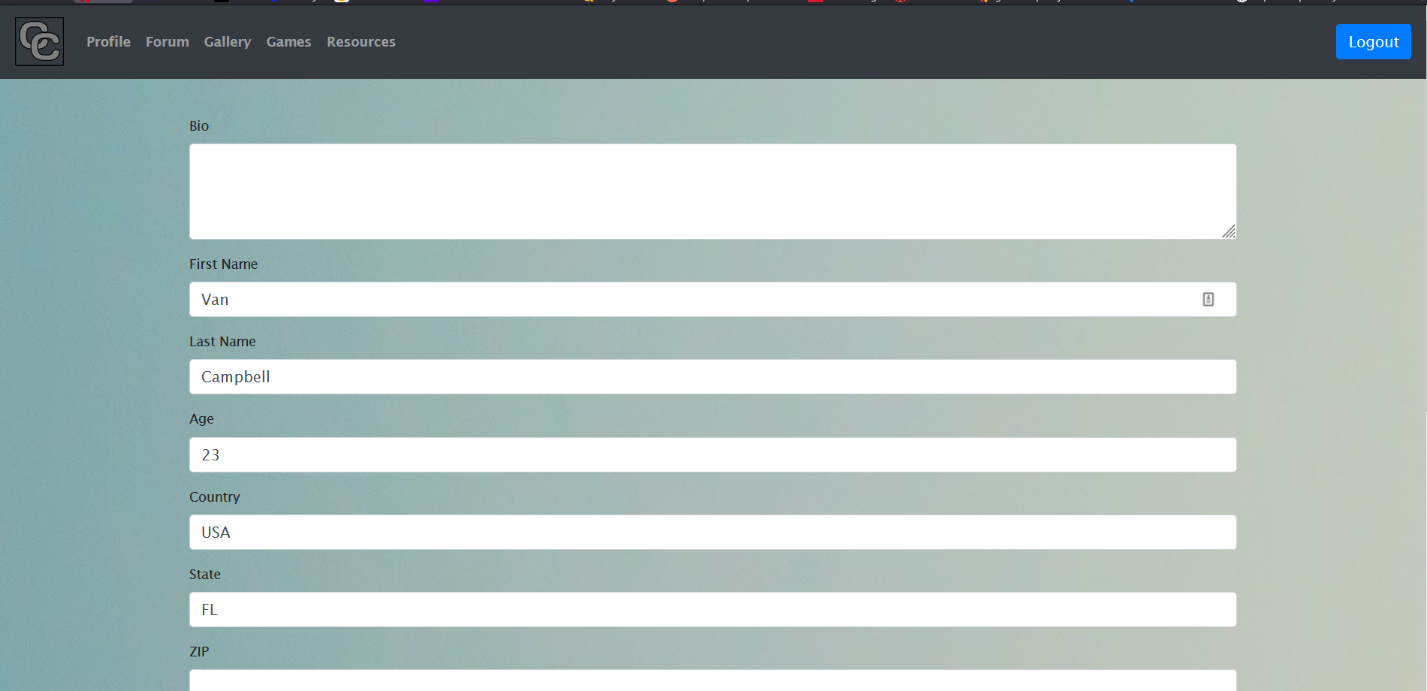 CC
Profile Forum Gallery Games Resources Logout
Bio
First Name
Van
Last Name
Campbell
Age
23
Country
USA
State
FL
ZIP